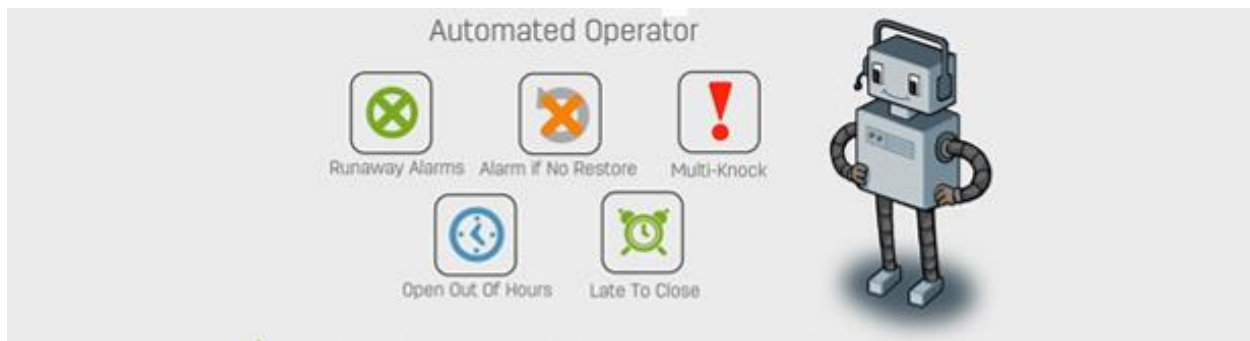 Automated Operator
Runaway Alarms Alarm if No Restore Multi-Knock
Open Out Of Hours Late To Close